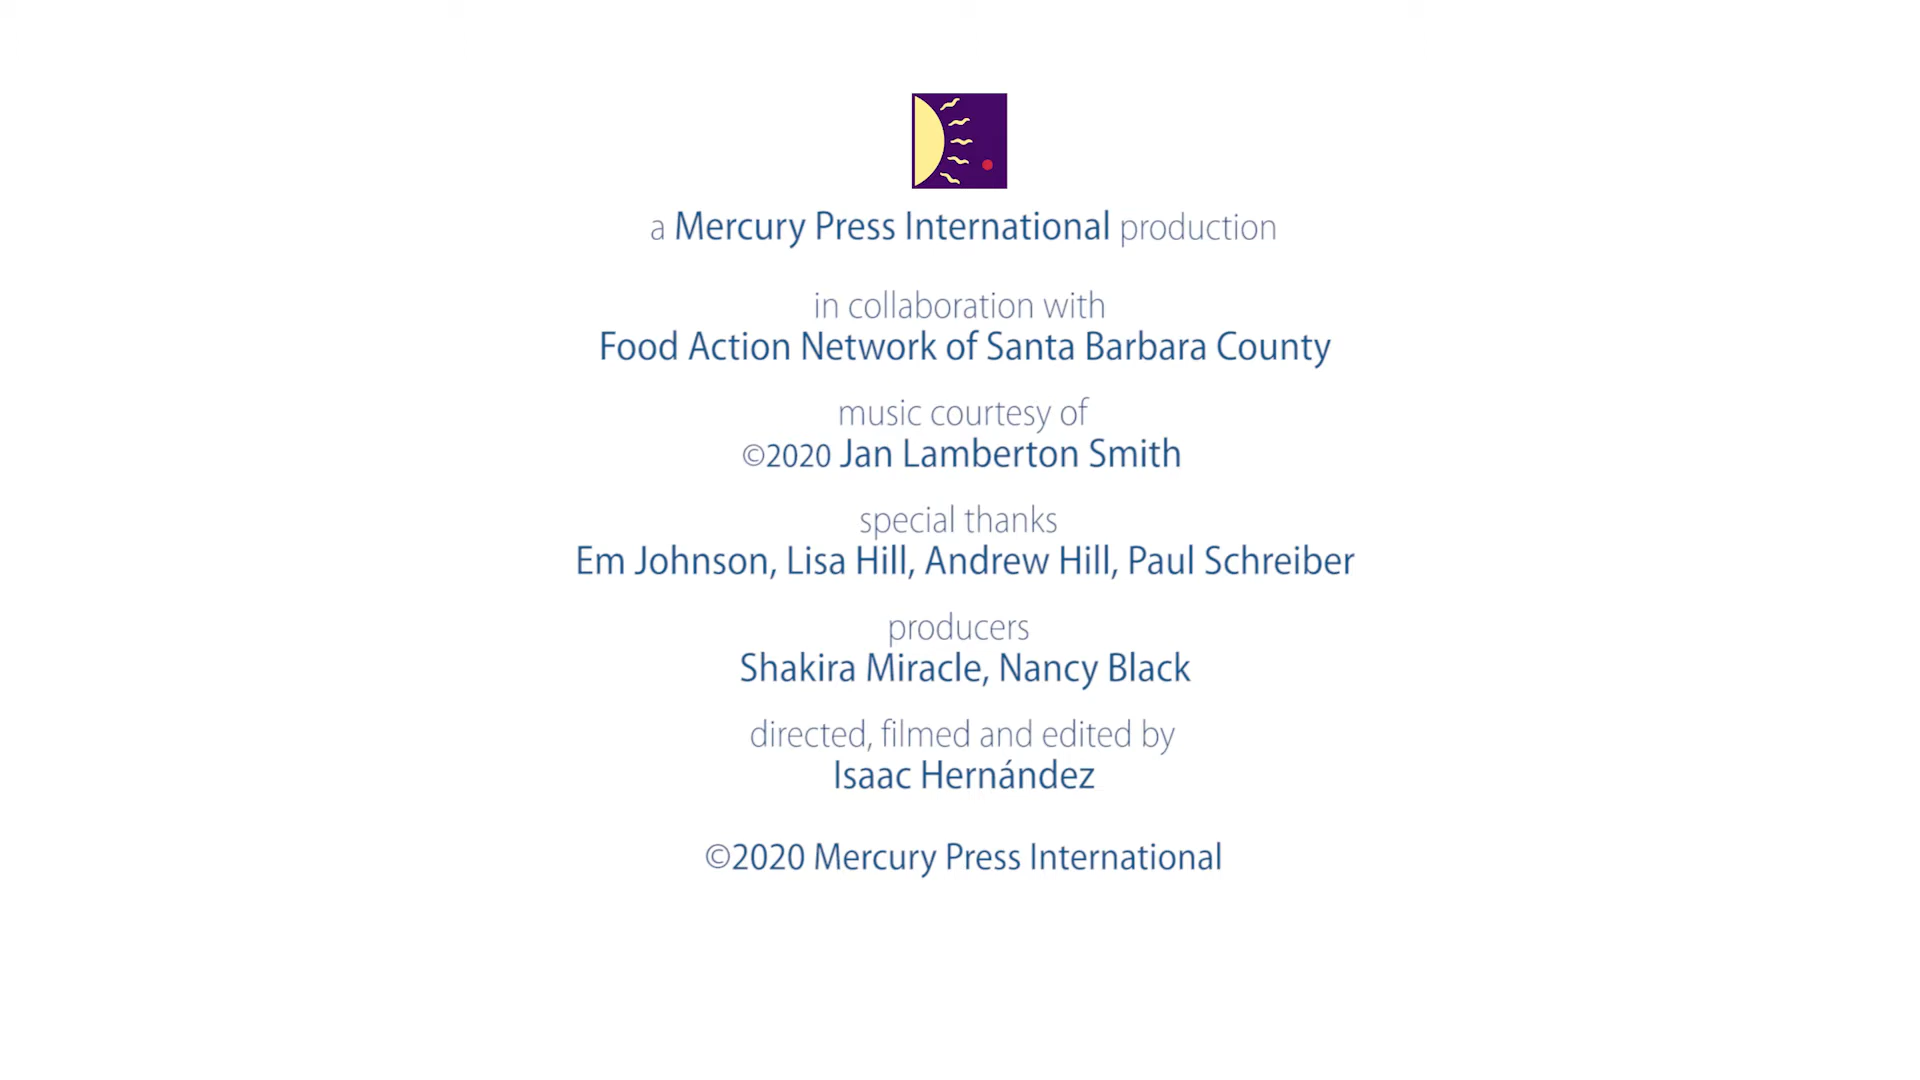 a Mercury Press International production
in collaboration with
Food Action Network of Santa Barbara County
music courtesy of
©2020 Jan Lamberton Smith
special thanks
Em Johnson, Lisa Hill, Andrew Hill, Paul Schreiber
producers
Shakira Miracle, Nancy Black
directed, filmed and edited by
Isaac Hernández
©2020 Mercury Press International